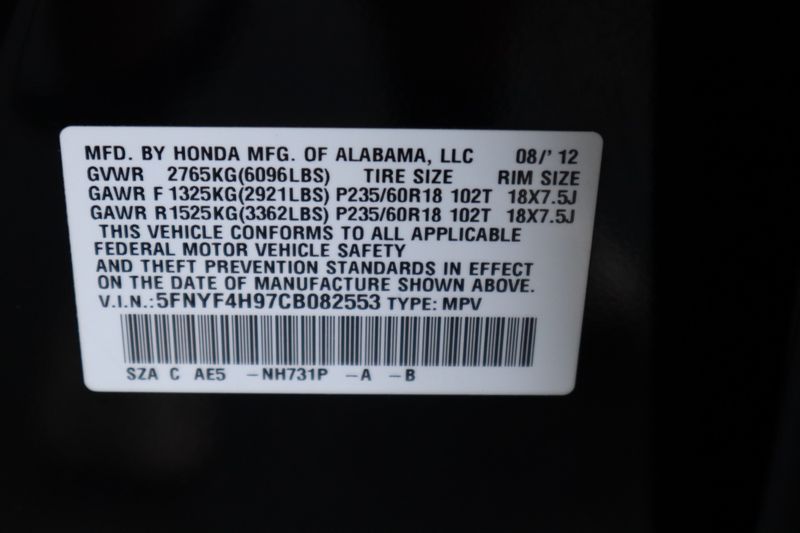 MFD. BY HONDA MFG. OF ALABAMA, LLC 08/' 12
GVWR 2765KG(6096LBS) TIRE SIZE RIM SIZE
GAWR F 1325KG(2921LBS) P235/60R18 102T 18X7.5J
GAWR R1525KG(3362LBS) P235/60R18 102T 18X7.5J
THIS VEHICLE CONFORMS TO ALL APPLICABLE
FEDERAL MOTOR VEHICLE SAFETY
AND THEFT PREVENTION STANDARDS IN EFFECT
ON THE DATE OF MANUFACTURE SHOWN ABOVE.
V.I.N.:5FNYF4H97CB082553 TYPE: MPV
SZA C AE5 -NH731P -A -B